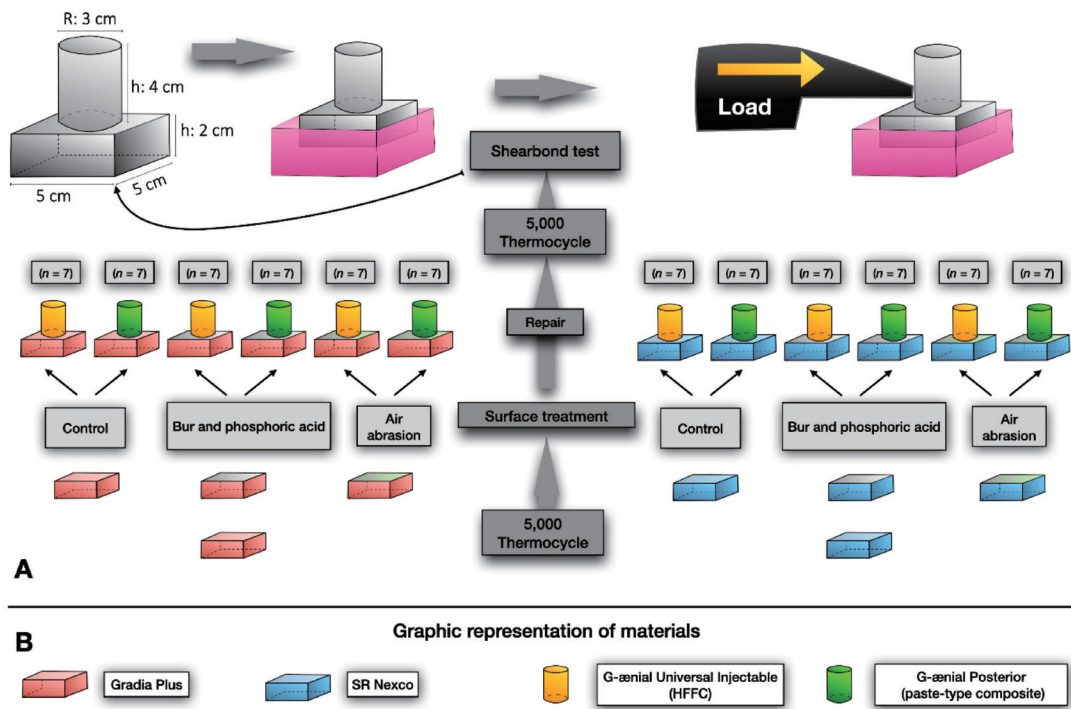 R: 3 cm
h: 4 cm
h: 2 cm
5 cm
5 cm
Load
Shearbond test
5,000
Thermocycle
(n = 7)
(n = 7)
(n = 7)
(n = 7)
(n = 7)
(n = 7)
(n = 7)
(n = 7)
(n = 7)
(n = 7)
(n = 7)
(n = 7)
Repair
Surface treatment
Control
Bur and phosphoric acid
Air
abrasion
Control
Bur and phosphoric acid
Air
abrasion
5,000
Thermocycle
A
B
Graphic representation of materials
Gradia Plus
SR Nexco
G-ænial Universal Injectable
(HFFC)
G-ænial Posterior
(paste-type composite)